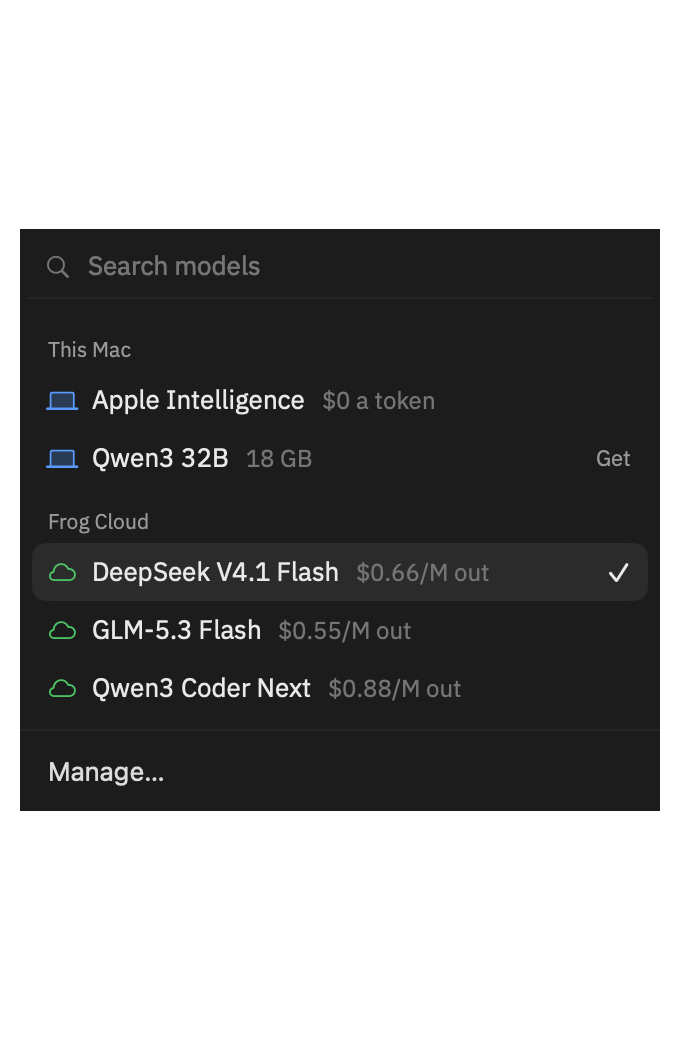 Search models
This Mac
Apple Intelligence $0 a token
Qwen3 32B 18 GB Get
Frog Cloud
DeepSeek V4.1 Flash $0.66/M out
GLM-5.3 Flash $0.55/M out
Qwen3 Coder Next $0.88/M out
Manage...